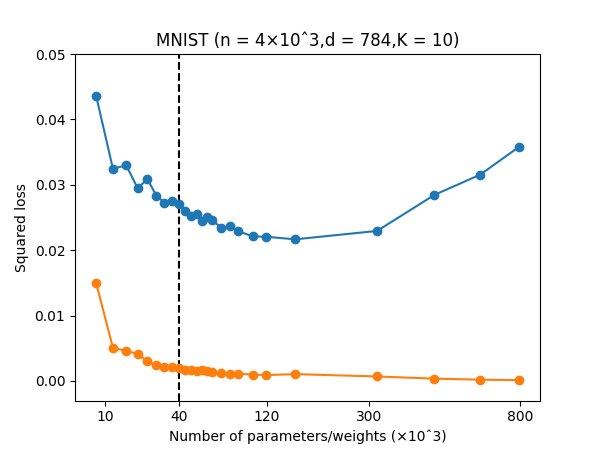 MNIST (n = 4×10ˆ3,d = 784,K = 10)
0.05
0.04
0.03
0.02
0.01
0.00
Squared loss
10 40 120 300 800
Number of parameters/weights (×10ˆ3)